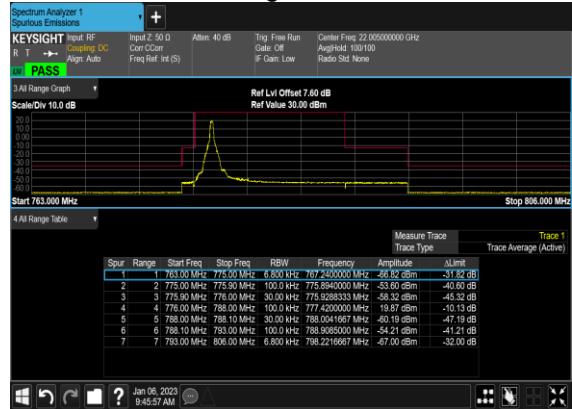 Spectrum Analyzer 1
Spurious Emissions
KEYSIGHT Input: RF Input Z: 50 Ω Atten: 40 dB Trig: Free Run Center Freq: 22.005000000 GHz
R T Coupling: DC Corr CCorr Gate: Off Avg|Hold: 100/100
Align: Auto Freq Ref: Int (S) IF Gain: Low Radio Std: None
PASS
3 All Range Graph
Ref Lvl Offset 7.60 dB
Scale/Div 10.0 dB Ref Value 30.00 dBm
20.0
10.0
0.00
-10.0
-20.0
-30.0
-40.0
-50.0
-60.0
Start 763.000 MHz Stop 806.000 MHz
4 All Range Table
Measure Trace Trace 1
Trace Type Trace Average (Active)
Spur Range Start Freq Stop Freq RBW Frequency Amplitude ΔLimit
1 1 763.00 MHz 775.00 MHz 6.800 kHz 767.2400000 MHz -66.82 dBm -31.82 dB
2 2 775.00 MHz 775.90 MHz 100.0 kHz 775.8940000 MHz -53.60 dBm -40.60 dB
3 3 775.90 MHz 776.00 MHz 30.00 kHz 775.9288333 MHz -58.32 dBm -45.32 dB
4 4 776.00 MHz 788.00 MHz 100.0 kHz 777.4200000 MHz 19.87 dBm -10.13 dB
5 5 788.00 MHz 788.10 MHz 30.00 kHz 788.0041667 MHz -60.19 dBm -47.19 dB
6 6 788.10 MHz 793.00 MHz 100.0 kHz 788.9085000 MHz -54.21 dBm -41.21 dB
7 7 793.00 MHz 806.00 MHz 6.800 kHz 798.2216667 MHz -67.00 dBm -32.00 dB
Jan 06, 2023
9:45:57 AM